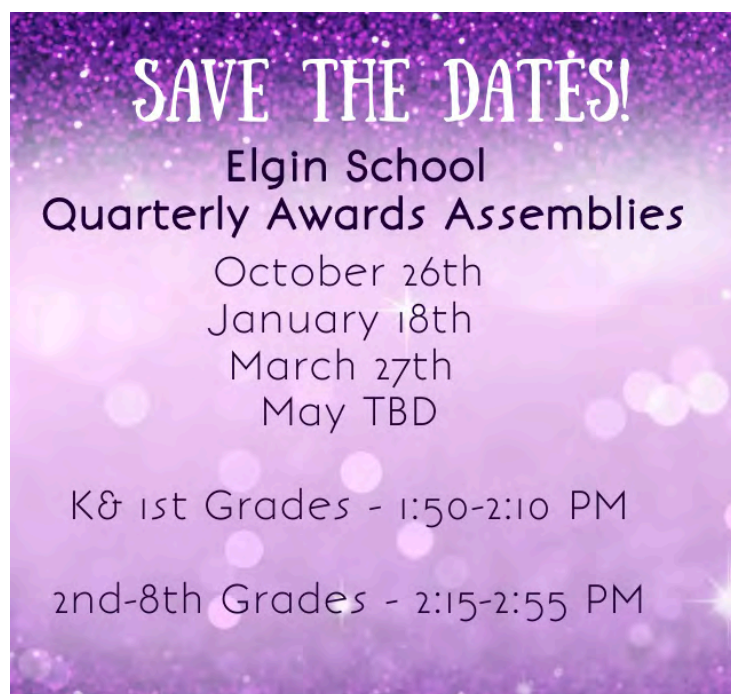 SAVE THE DATES!
Elgin School
Quarterly Awards Assemblies
October 26th
January 18th
March 27th
May TBD
K& 1st Grades - 1:50-2:10 PM
2nd-8th Grades - 2:15-2:55 PM